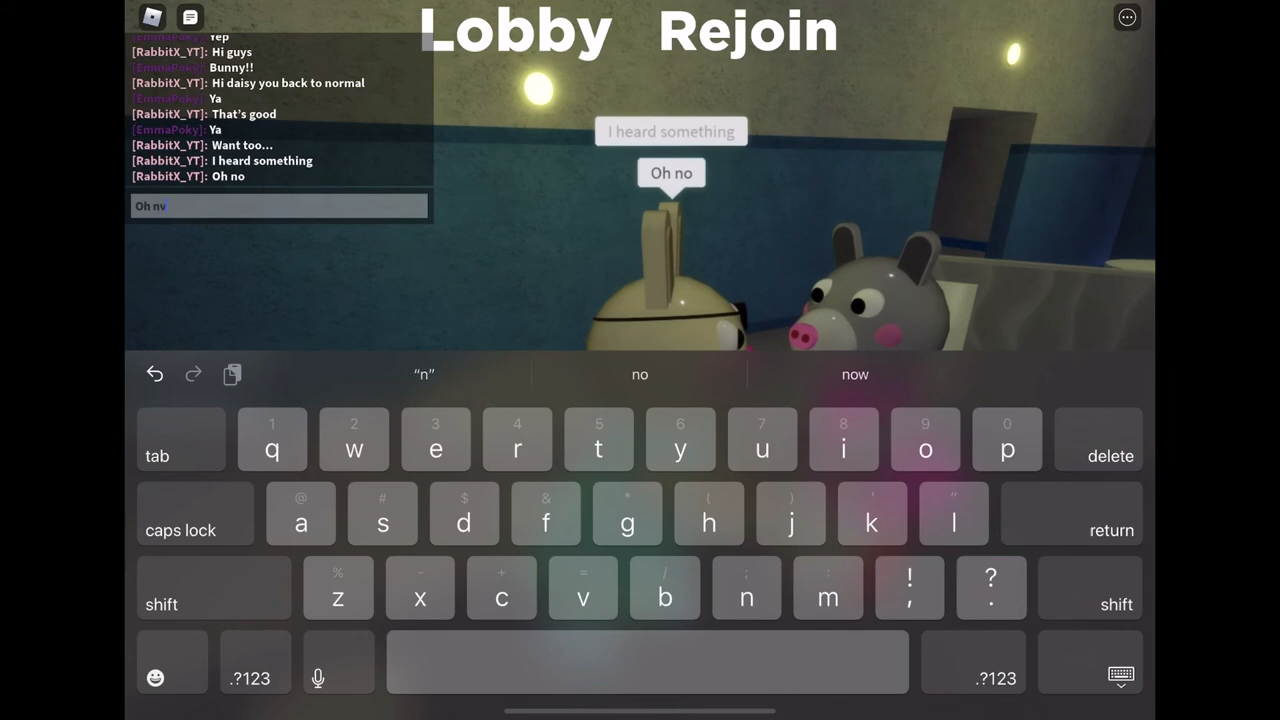 Lobby Rejoin
[EmmaPoky]: Yep
[RabbitX_YT]: Hi guys
[EmmaPoky]: Bunny!!
[RabbitX_YT]: Hi daisy you back to normal
[EmmaPoky]: Ya
[RabbitX_YT]: That's good
[EmmaPoky]: Ya
[RabbitX_YT]: Want too...
[RabbitX_YT]: I heard something
[RabbitX_YT]: Oh no
Oh nv
I heard something
Oh no
“n” no now
1 2 3 4 5 6 7 8 9 0
tab q w e r t y u i o p delete
@ # $ & * ( ) ' "
caps lock a s d f g h j k l return
% - + = / ; : ! ?
shift z x c v b n m , . shift
.?123 .?123